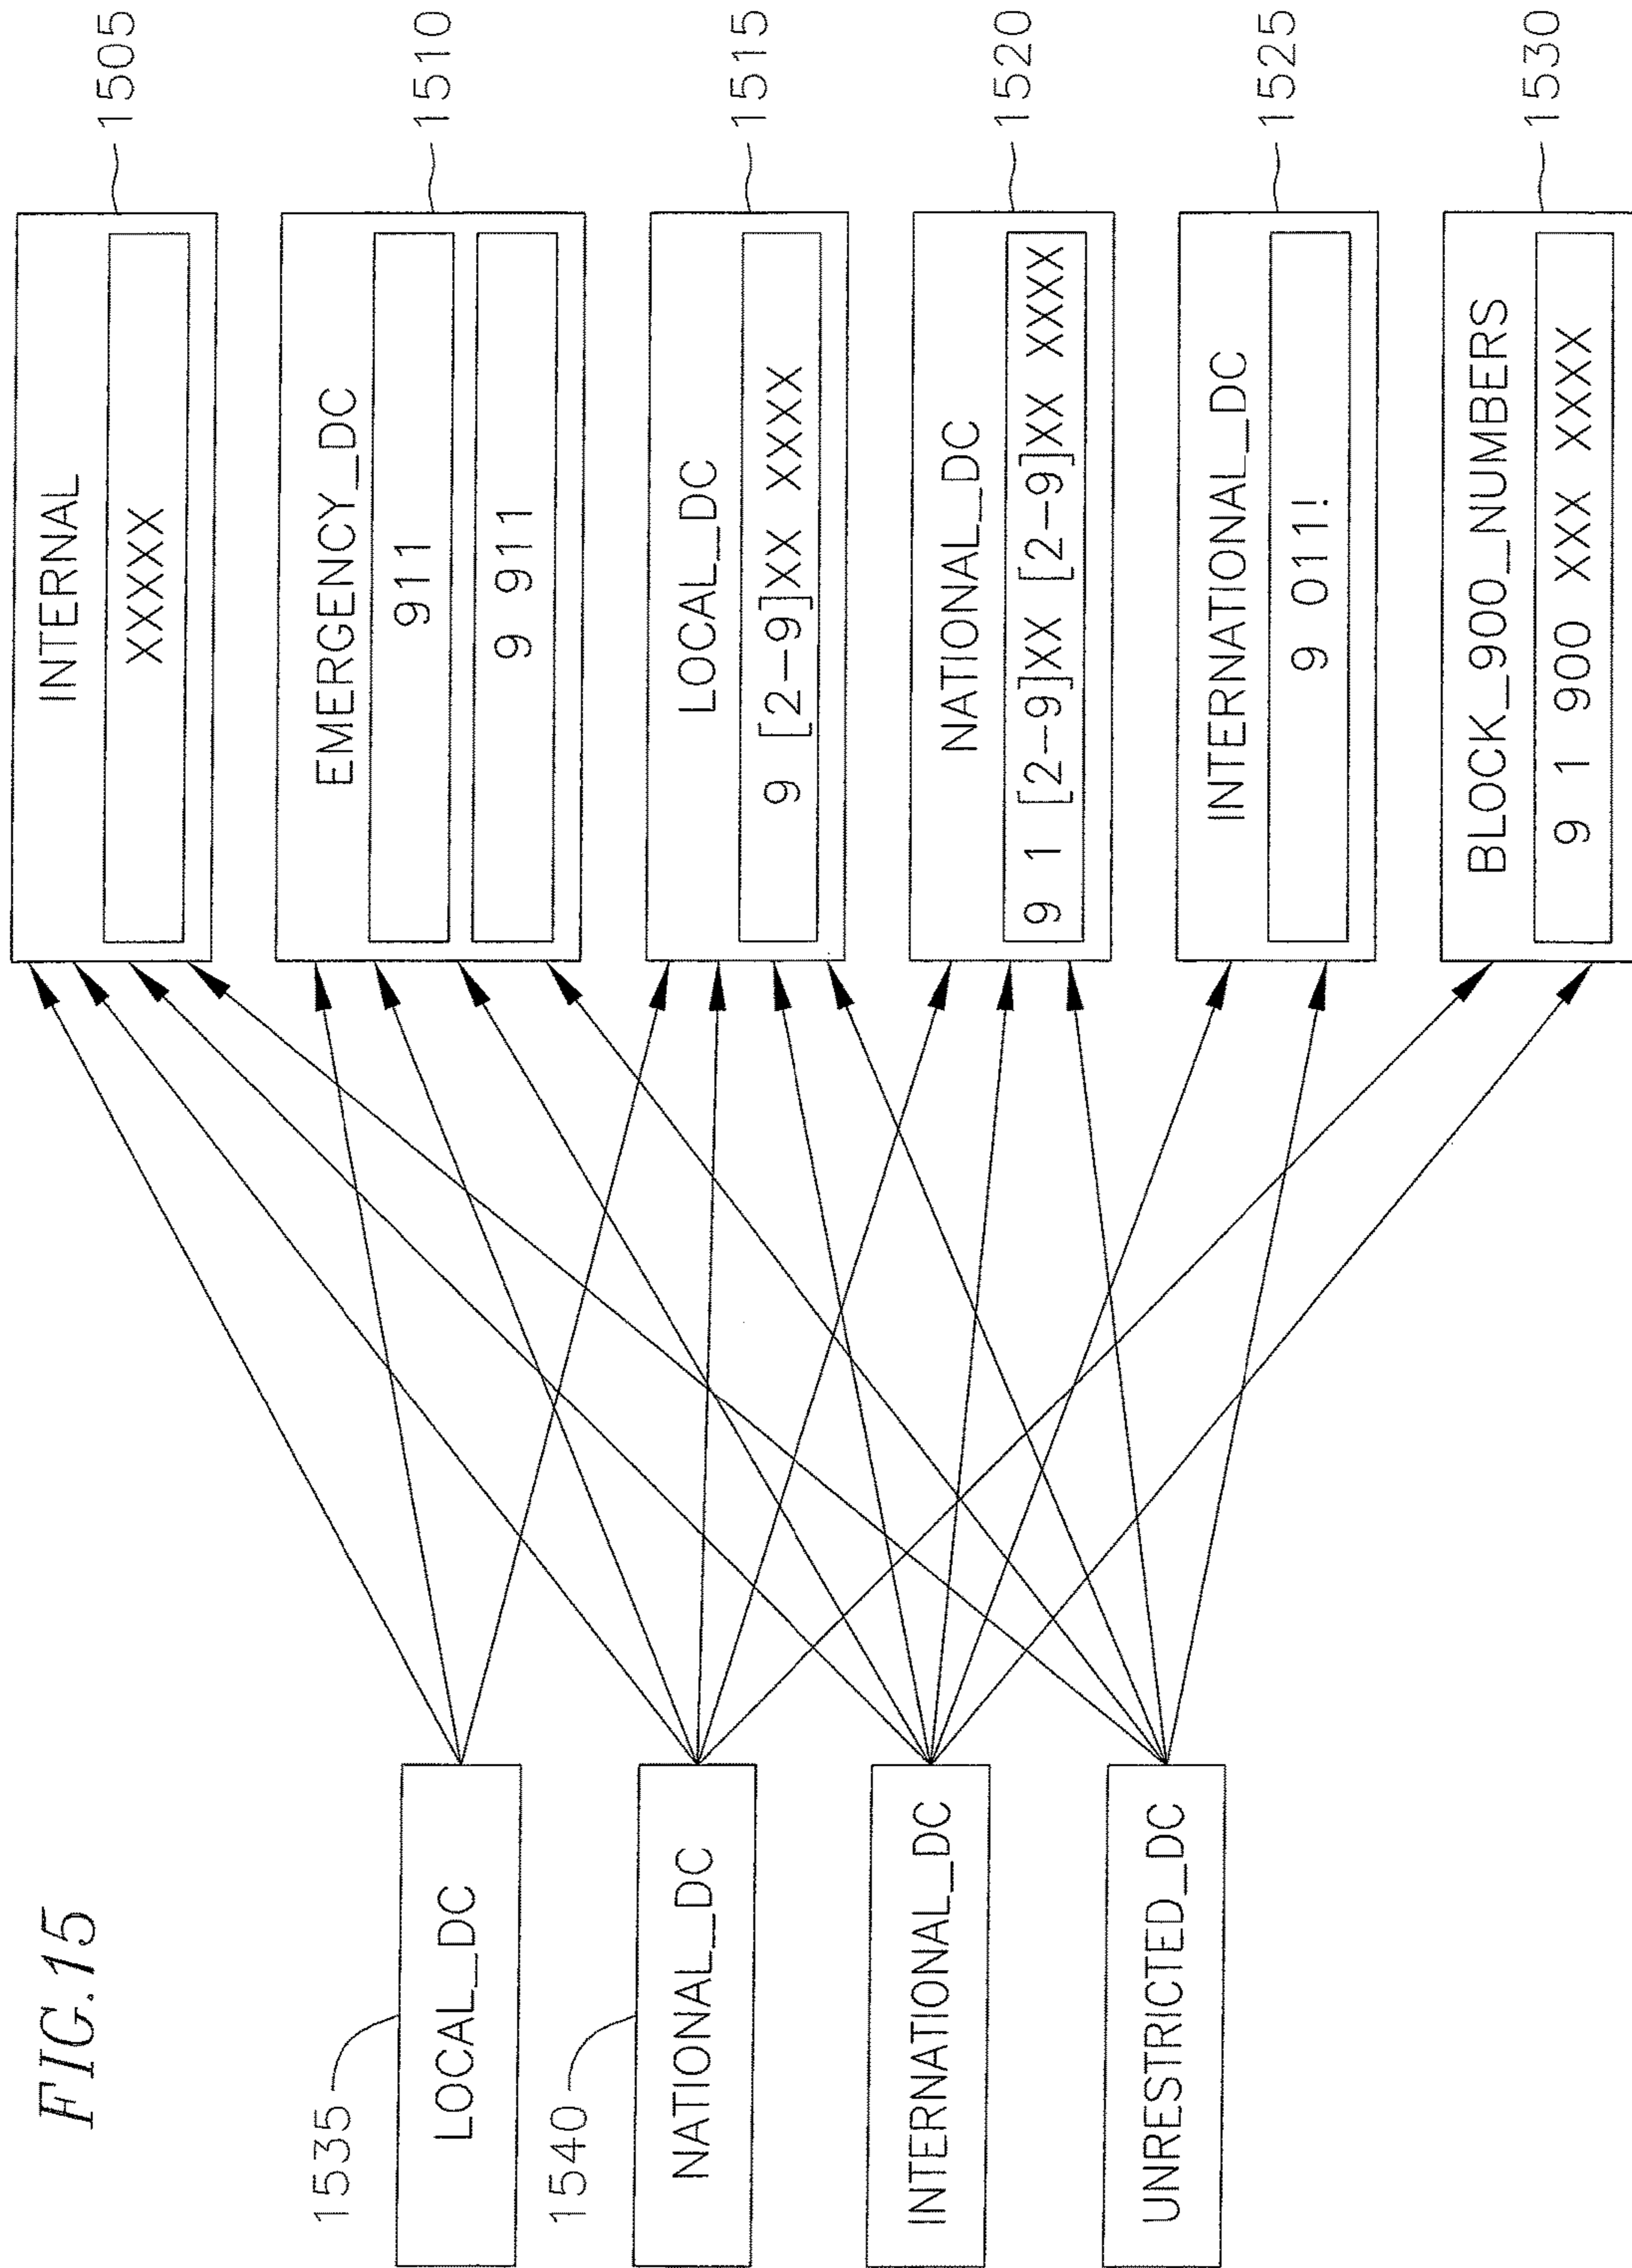 FIG.15
1535
LOCAL_DC
1540
NATIONAL_DC
INTERNATIONAL_DC
UNRESTRICTED_DC
INTERNAL
XXXXX
1505
EMERGENCY_DC
911
9 911
1510
LOCAL_DC
9 [2-9]XX XXXX
1515
NATIONAL_DC
9 1 [2-9]XX [2-9]XX XXXX
1520
INTERNATIONAL_DC
9 011!
1525
BLOCK_900_NUMBERS
9 1 900 XXX XXXX
1530